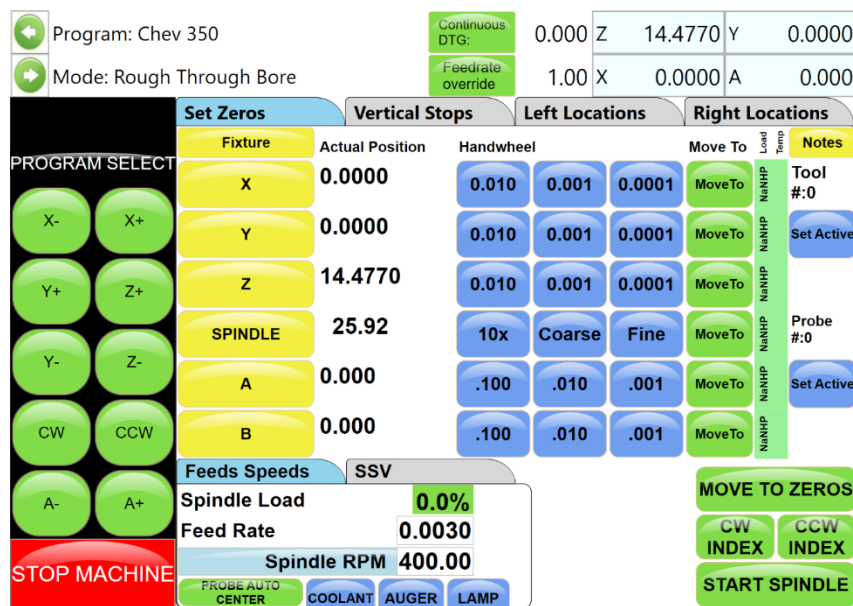 Program: Chev 350
Continuous DTG: 0.000 Z 14.4770 Y 0.0000
Mode: Rough Through Bore
Feedrate override 1.00 X 0.0000 A 0.000
Set Zeros Vertical Stops Left Locations Right Locations
PROGRAM SELECT
X- X+
Y+ Z+
Y- Z-
CW CCW
A- A+
STOP MACHINE
Fixture Actual Position Handwheel Move To Load Temp Notes
X 0.0000 0.010 0.001 0.0001 MoveTo NaNHP
Y 0.0000 0.010 0.001 0.0001 MoveTo NaNHP
Z 14.4770 0.010 0.001 0.0001 MoveTo NaNHP
SPINDLE 25.92 10x Coarse Fine MoveTo NaNHP
A 0.000 .100 .010 .001 MoveTo NaNHP
B 0.000 .100 .010 .001 MoveTo NaNHP
Tool
#:0
Set Active
Probe
#:0
Set Active
Feeds Speeds SSV
Spindle Load 0.0%
Feed Rate 0.0030
Spindle RPM 400.00
PROBE AUTO CENTER COOLANT AUGER LAMP
MOVE TO ZEROS
CW INDEX CCW INDEX
START SPINDLE